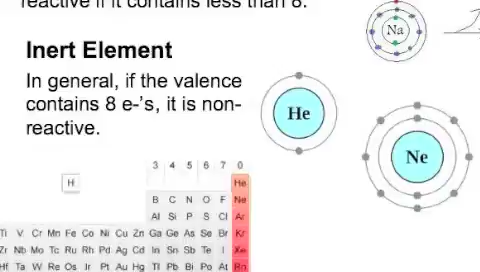 reactive if it contains less than 8.
Na
Inert Element
In general, if the valence
contains 8 e-'s, it is non-
reactive.
He
Ne
3 4 5 6 7 0
H He
B C N O F Ne
Al Si P S Cl Ar
Ti V Cr Mn Fe Co Ni Cu Zn Ga Ge As Se Br Kr
Zr Nb Mo Tc Ru Rh Pd Ag Cd In Sn Sb Te I Xe
Hf Ta W Re Os Ir Pt Au Hg Tl Pb Bi Po At Rn